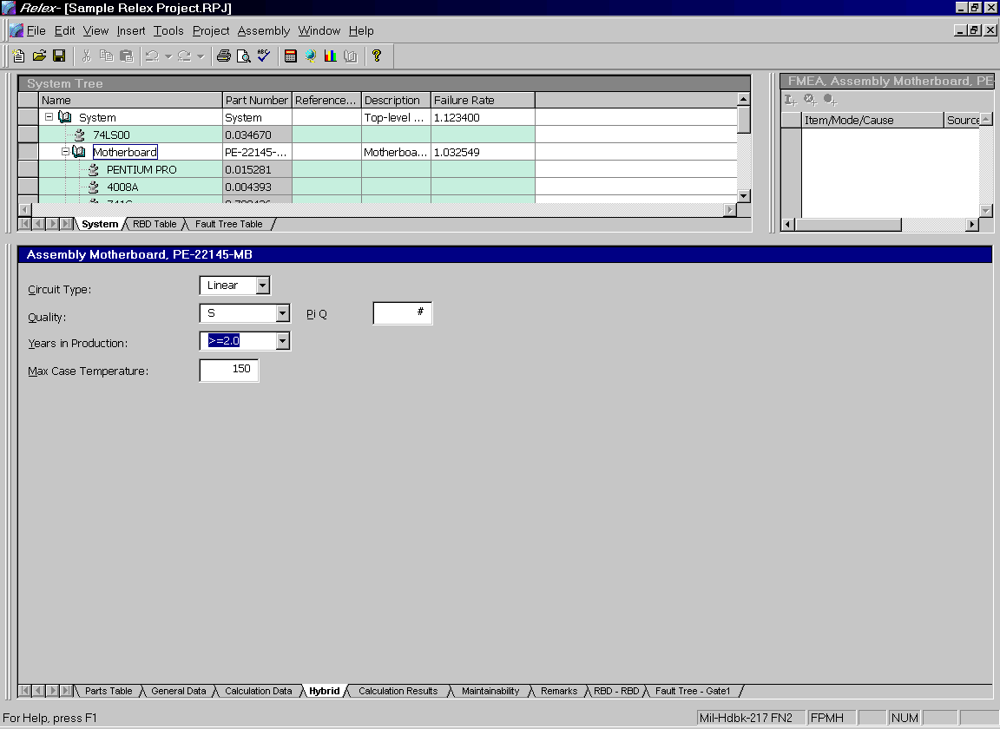 Relex- [Sample Relex Project.RPJ]
File Edit View Insert Tools Project Assembly Window Help
ABC ?
System Tree
Name Part Number Reference... Description Failure Rate
System System Top-level ... 1.123400
74LS00 0.034670
Motherboard PE-22145-... Motherboa... 1.032549
PENTIUM PRO 0.015281
4008A 0.004393
System RBD Table Fault Tree Table
FMEA, Assembly Motherboard, PE
Item/Mode/Cause Source
Assembly Motherboard, PE-22145-MB
Circuit Type: Linear
Quality: S Pi Q #
Years in Production: >=2.0
Max Case Temperature: 150
Parts Table General Data Calculation Data Hybrid Calculation Results Maintainability Remarks RBD - RBD Fault Tree - Gate1
For Help, press F1 Mil-Hdbk-217 FN2 FPMH NUM